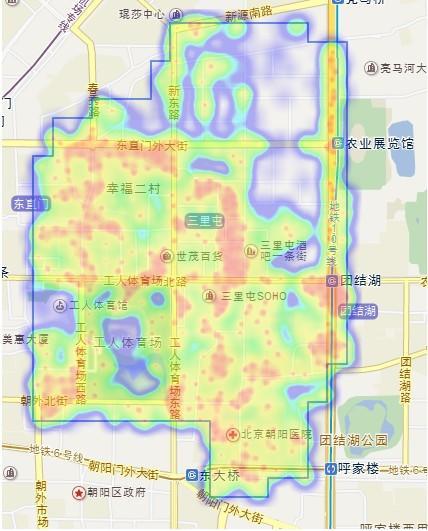 亮马桥
琨莎中心
新源南路
机场专线
亮马河大
春秀路
新东路
东直门外大街
农业展览馆
幸福二村
东直门
三里屯
地铁10号线
三里屯酒
吧一条街
世茂百货
工人体育场北路
团结湖
三里屯SOHO
工人体育馆
团结湖
美惠大厦
工人体育场
工人体育场西路
工人体育场东路
团结湖路
朝外北街
北京朝阳医院
团结湖公园
地铁6号线
朝阳门外大街
东大桥
呼家楼
地铁6号
朝外市场
朝阳区政府
朝阳门外大街
呼家楼西里